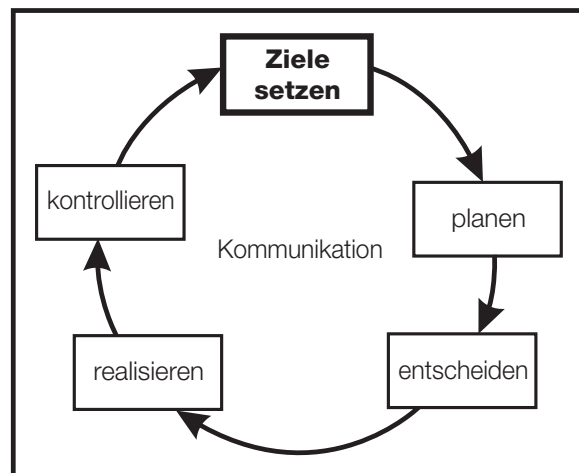 Ziele
setzen
kontrollieren
planen
Kommunikation
realisieren
entscheiden